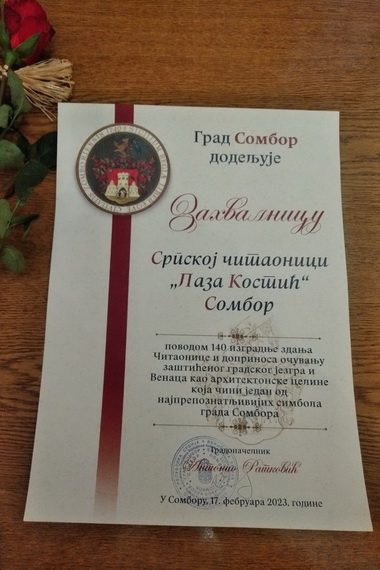 Град Сомбор
додељује
Захвалницу
Српској читаоници
„Лаза Костић“
Сомбор
поводом 140 изградње здања
Читаонице и доприноса очувању
заштићеног градског језгра и
Венаца као архитектонске целине
која чини један од
најпрепознатљивијих симбола
града Сомбора
Градоначелник
Антонио Ратковић
У Сомбору, 17. фебруара 2023. године